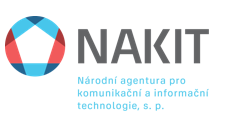 NAKIT
Národní agentura pro
komunikační a informační
technologie, s. p.